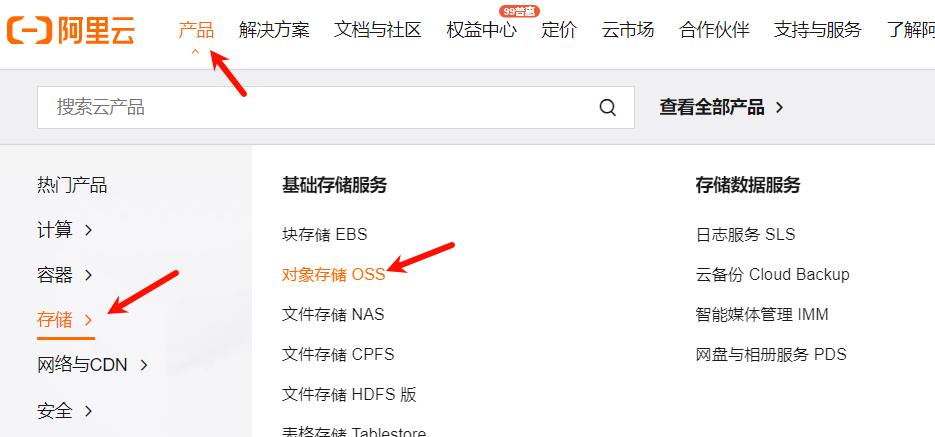 阿里云 产品 解决方案 文档与社区 权益中心 99普惠 定价 云市场 合作伙伴 支持与服务 了解阿
搜索云产品 查看全部产品
热门产品 基础存储服务 存储数据服务
计算 块存储 EBS 日志服务 SLS
容器 对象存储 OSS 云备份 Cloud Backup
存储 文件存储 NAS 智能媒体管理 IMM
网络与CDN 文件存储 CPFS 网盘与相册服务 PDS
安全 文件存储 HDFS 版
表格存储 Tablestore